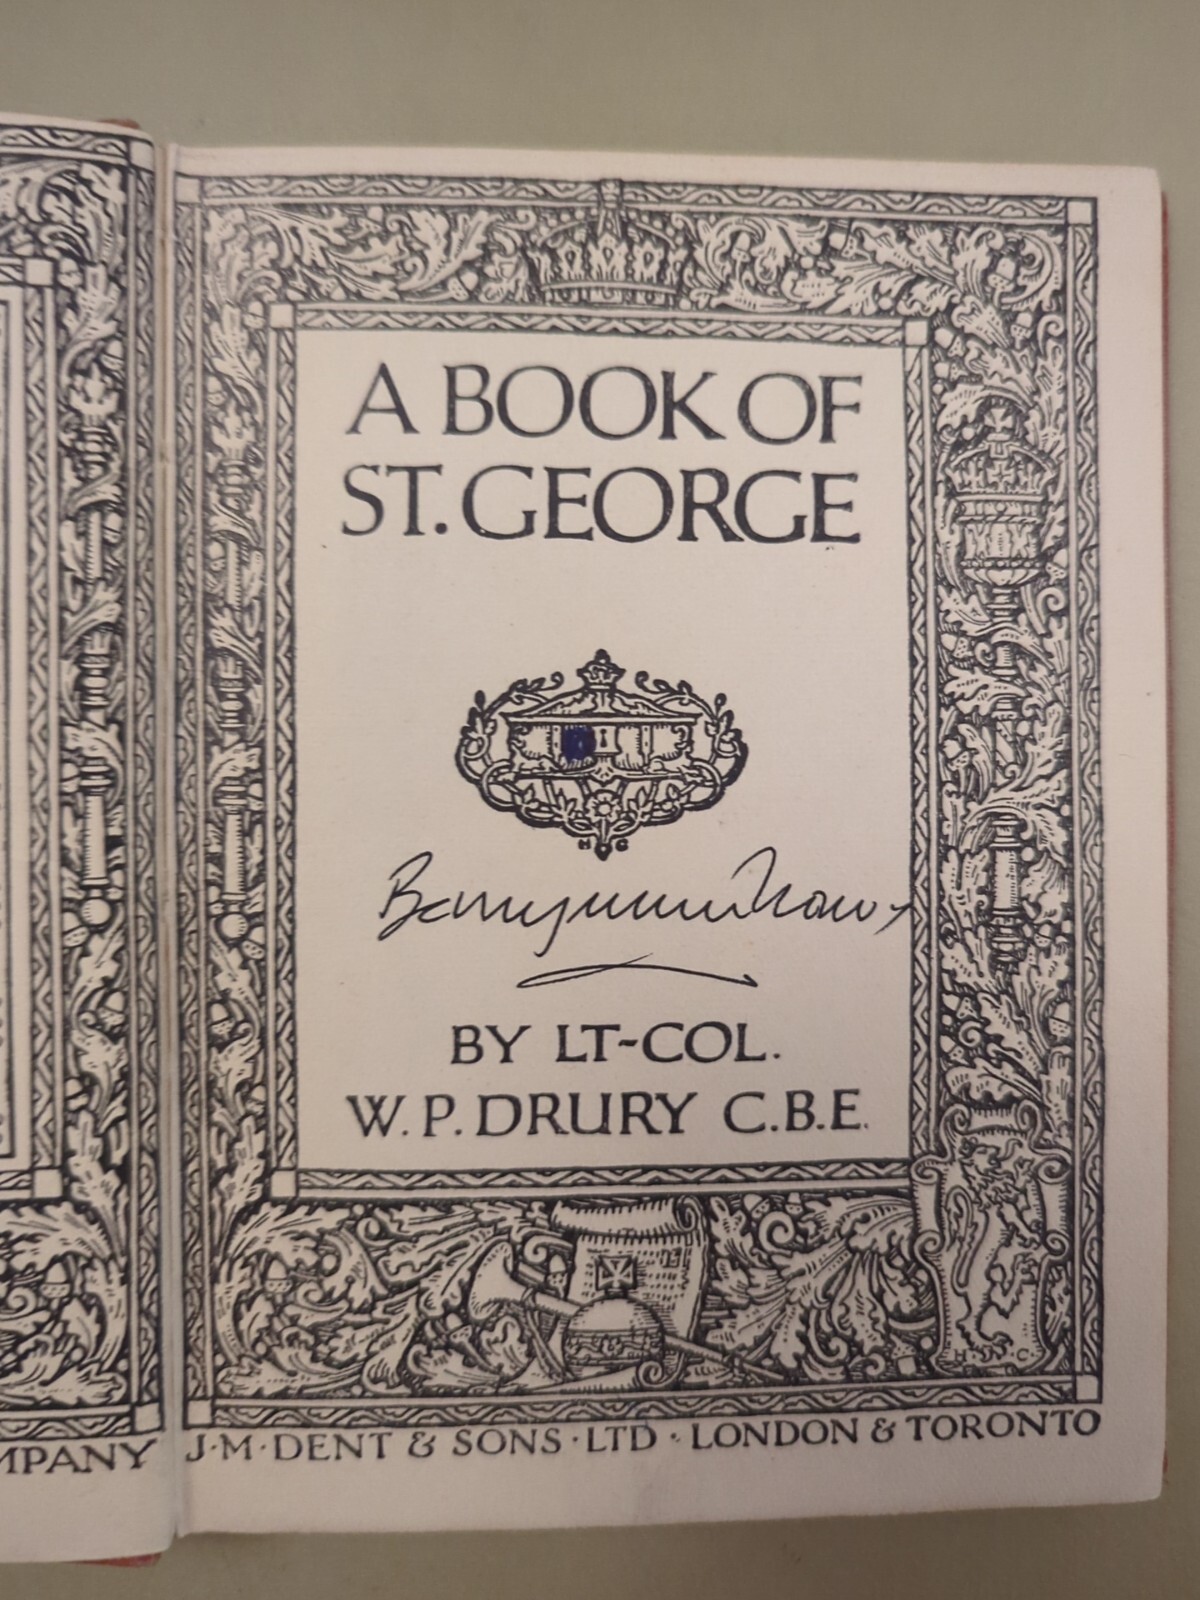 A BOOK OF
ST. GEORGE
H C
BY LT-COL.
W. P. DRURY C.B.E.
H C
MPANY
J · M · DENT & SONS · LTD · LONDON & TORONTO